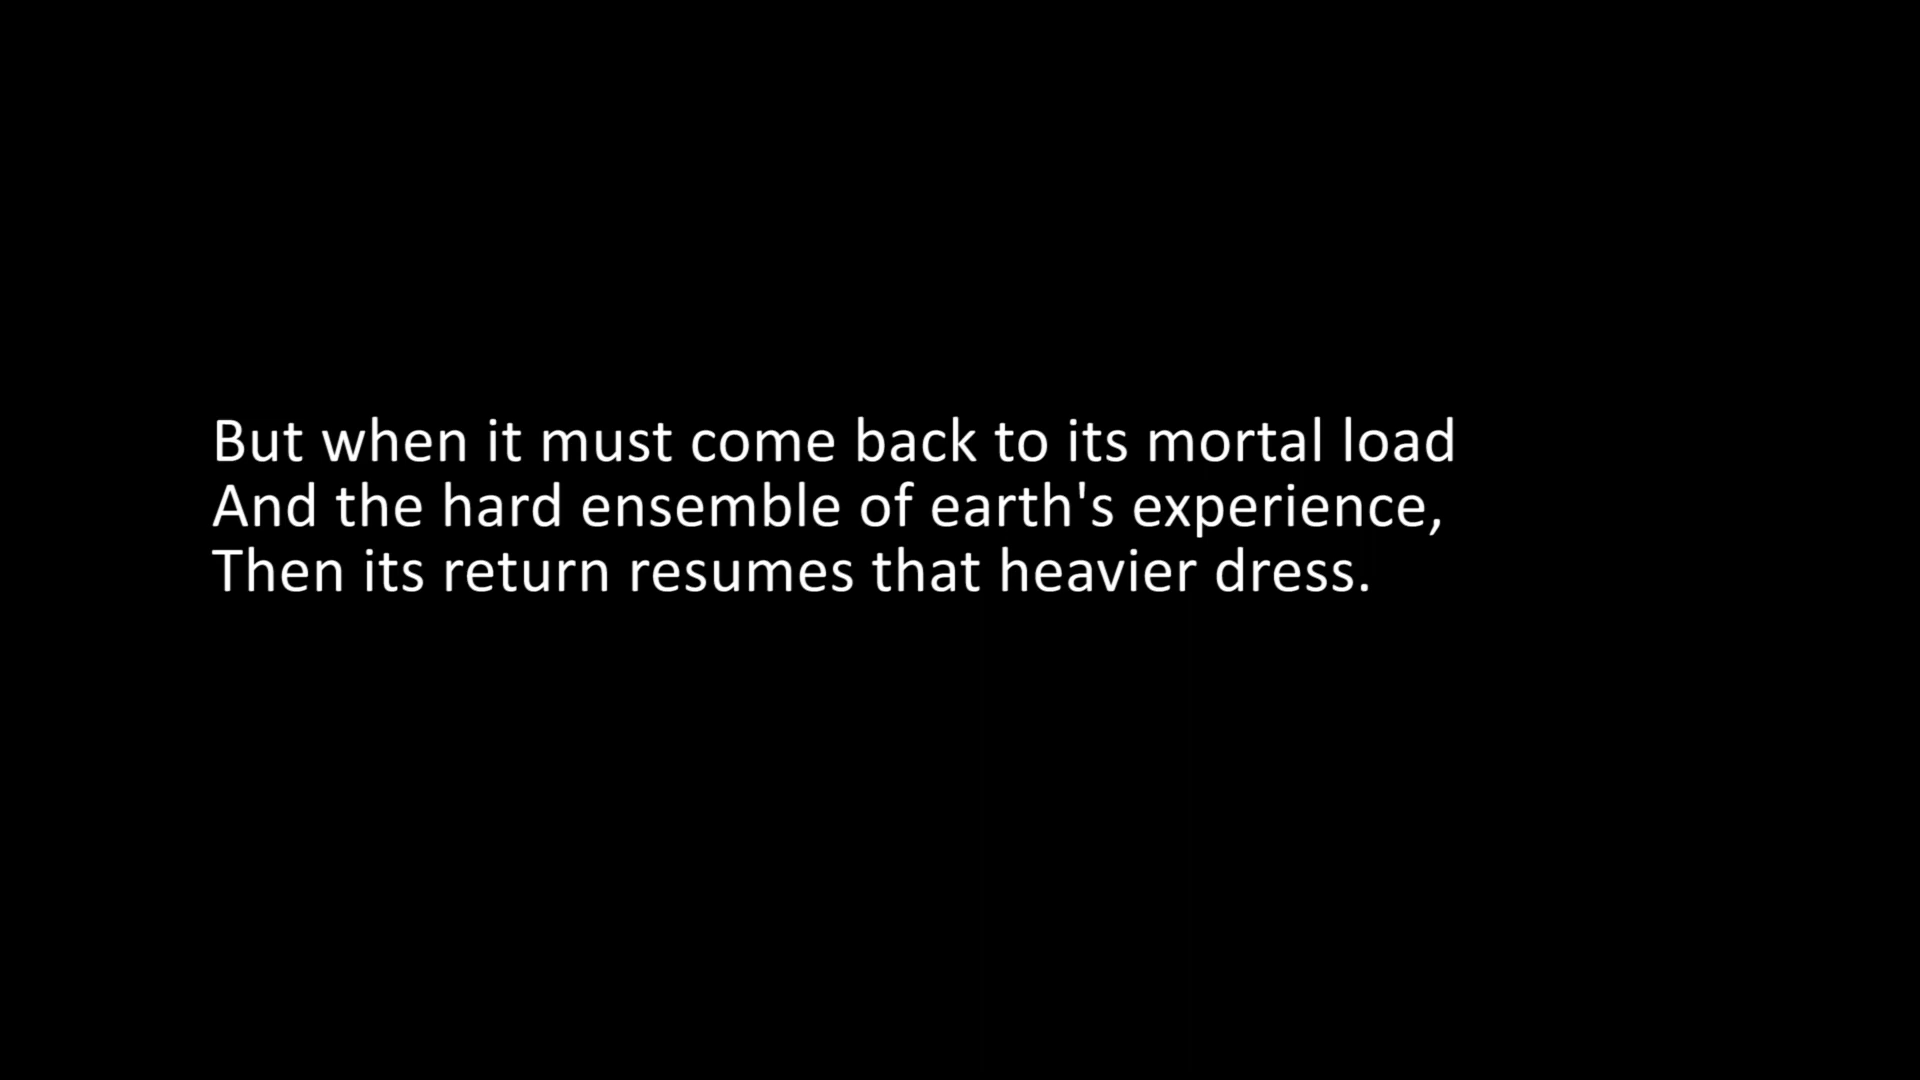 But when it must come back to its mortal load
And the hard ensemble of earth's experience,
Then its return resumes that heavier dress.